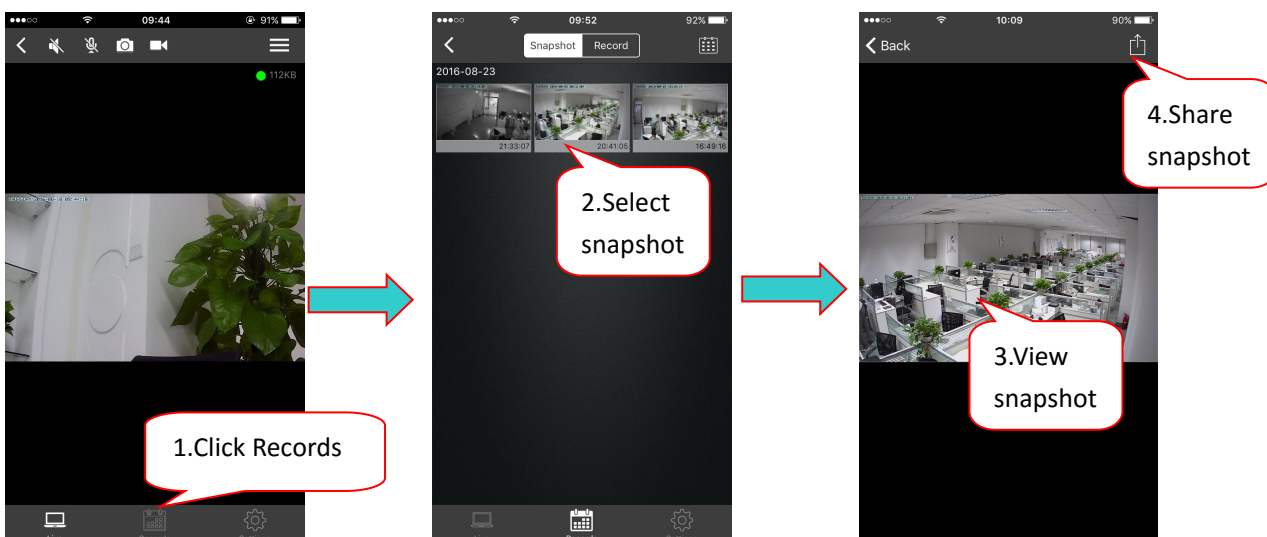 09:44
91%
112KB
1.Click Records
09:52
92%
Snapshot Record
2016-08-23
21:33:07
20:41:05
16:49:16
2.Select
snapshot
10:09
90%
Back
4.Share
snapshot
3.View
snapshot